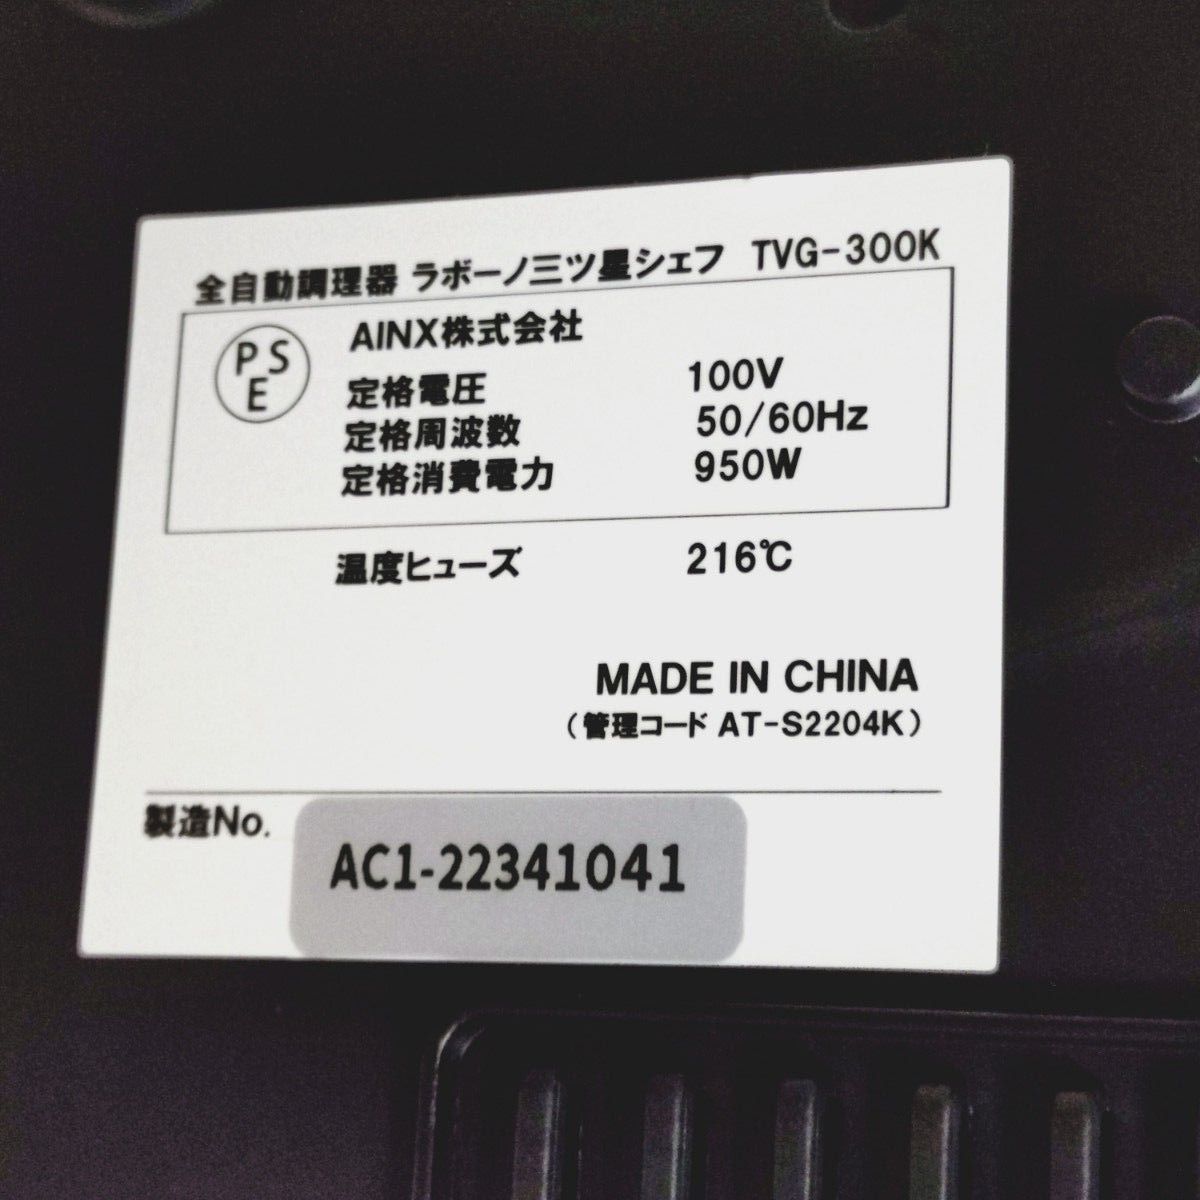 全自動調理器 ラボーノ三ツ星シェフ TVG-300K
PSE
AINX株式会社
定格電圧 100V
定格周波数 50/60Hz
定格消費電力 950W
温度ヒューズ 216℃
MADE IN CHINA
(管理コード AT-S2204K)
製造No. AC1-22341041